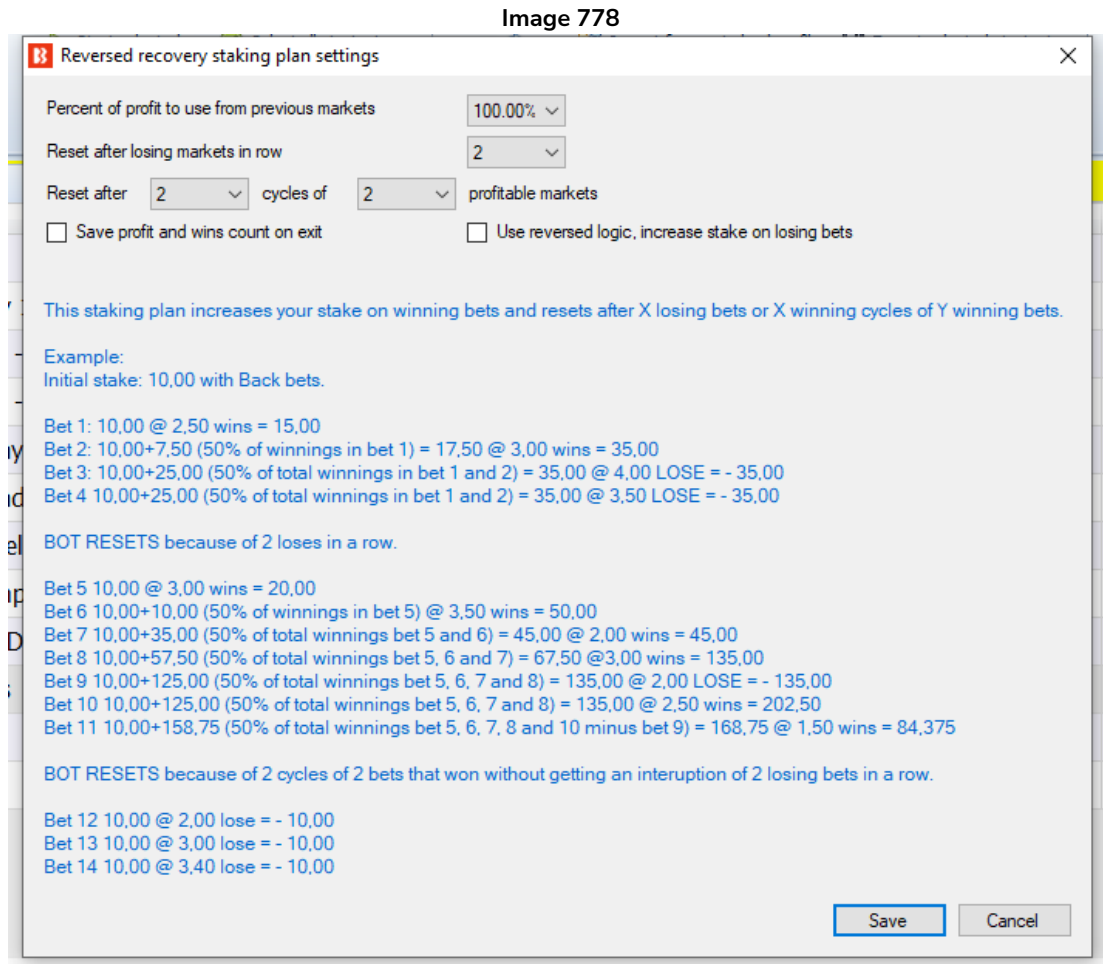 Image 778
Reversed recovery staking plan settings
Percent of profit to use from previous markets 100.00%
Reset after losing markets in row 2
Reset after 2 cycles of 2 profitable markets
Save profit and wins count on exit Use reversed logic, increase stake on losing bets
This staking plan increases your stake on winning bets and resets after X losing bets or X winning cycles of Y winning bets.
Example:
Initial stake: 10,00 with Back bets.
Bet 1: 10,00 @ 2,50 wins = 15,00
Bet 2: 10,00+7,50 (50% of winnings in bet 1) = 17,50 @ 3,00 wins = 35,00
Bet 3: 10,00+25,00 (50% of total winnings in bet 1 and 2) = 35,00 @ 4,00 LOSE = - 35,00
Bet 4 10,00+25,00 (50% of total winnings in bet 1 and 2) = 35,00 @ 3,50 LOSE = - 35,00
BOT RESETS because of 2 loses in a row.
Bet 5 10,00 @ 3,00 wins = 20,00
Bet 6 10,00+10,00 (50% of winnings in bet 5) @ 3,50 wins = 50,00
Bet 7 10,00+35,00 (50% of total winnings bet 5 and 6) = 45,00 @ 2,00 wins = 45,00
Bet 8 10,00+57,50 (50% of total winnings bet 5, 6 and 7) = 67,50 @3,00 wins = 135,00
Bet 9 10,00+125,00 (50% of total winnings bet 5, 6, 7 and 8) = 135,00 @ 2,00 LOSE = - 135,00
Bet 10 10,00+125,00 (50% of total winnings bet 5, 6, 7 and 8) = 135,00 @ 2,50 wins = 202,50
Bet 11 10,00+158,75 (50% of total winnings bet 5, 6, 7, 8 and 10 minus bet 9) = 168,75 @ 1,50 wins = 84,375
BOT RESETS because of 2 cycles of 2 bets that won without getting an interuption of 2 losing bets in a row.
Bet 12 10,00 @ 2,00 lose = - 10,00
Bet 13 10,00 @ 3,00 lose = - 10,00
Bet 14 10,00 @ 3,40 lose = - 10,00
Save Cancel